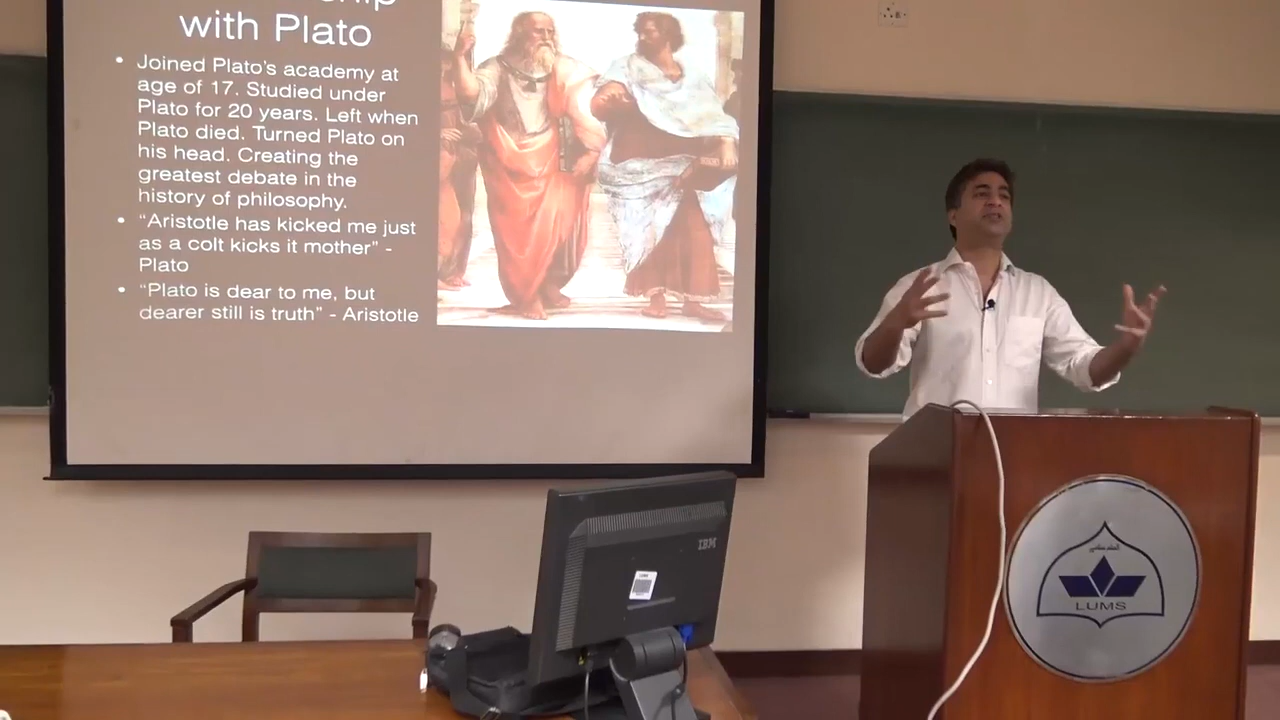 with Plato
• Joined Plato's academy at
age of 17. Studied under
Plato for 20 years. Left when
Plato died. Turned Plato on
his head. Creating the
greatest debate in the
history of philosophy.
• “Aristotle has kicked me just
as a colt kicks it mother” -
Plato
• “Plato is dear to me, but
dearer still is truth” - Aristotle
IBM
LUMS